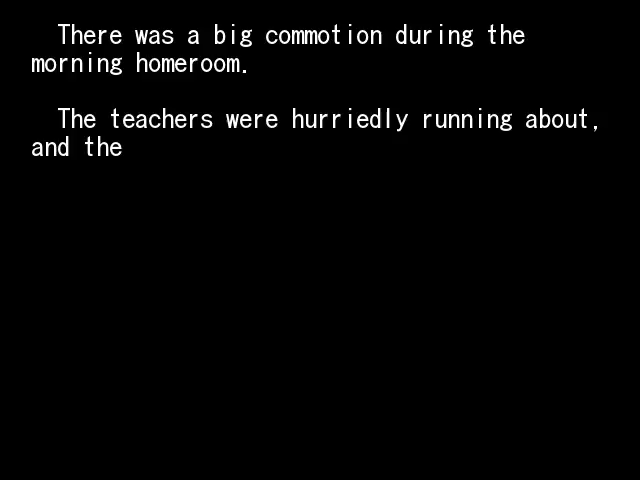 There was a big commotion during the
morning homeroom.
The teachers were hurriedly running about,
and the